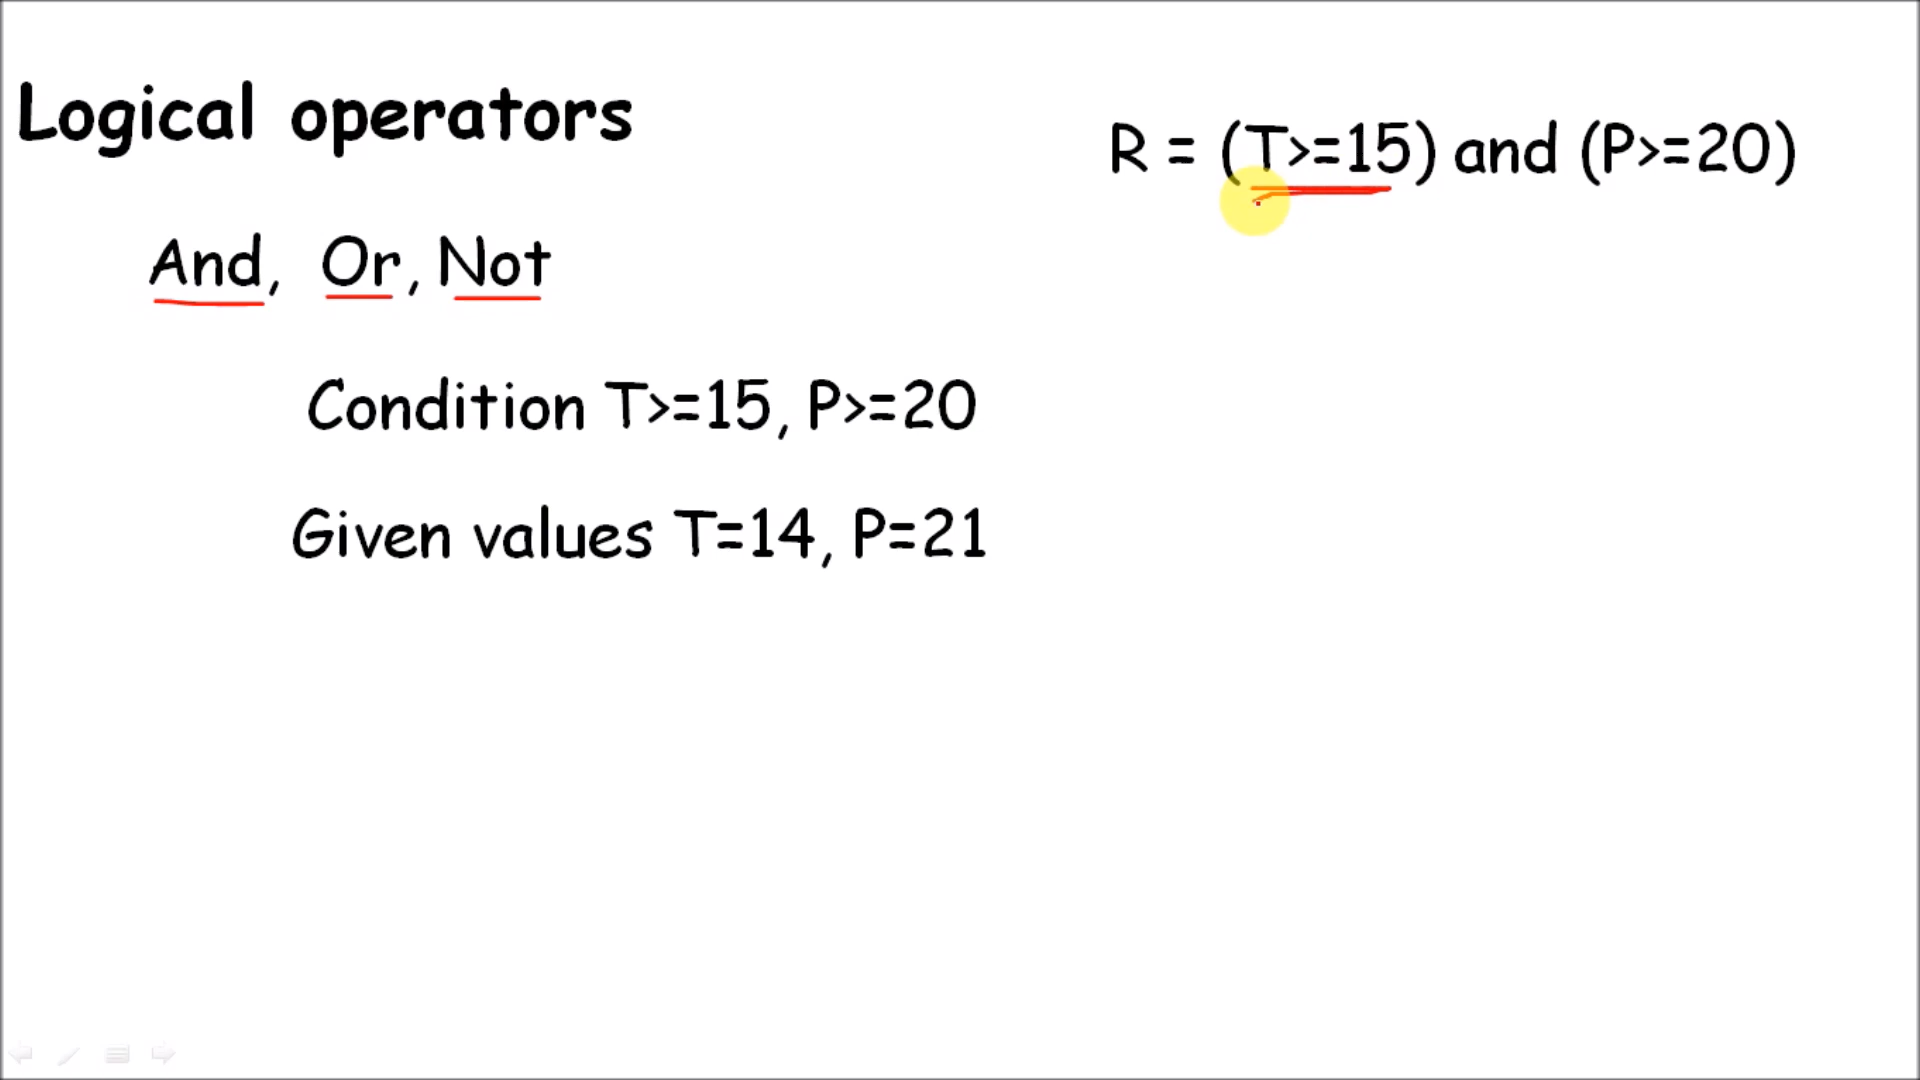 Logical operators
And, Or, Not
Condition T>=15, P>=20
Given values T=14, P=21
R = (T>=15) and (P>=20)